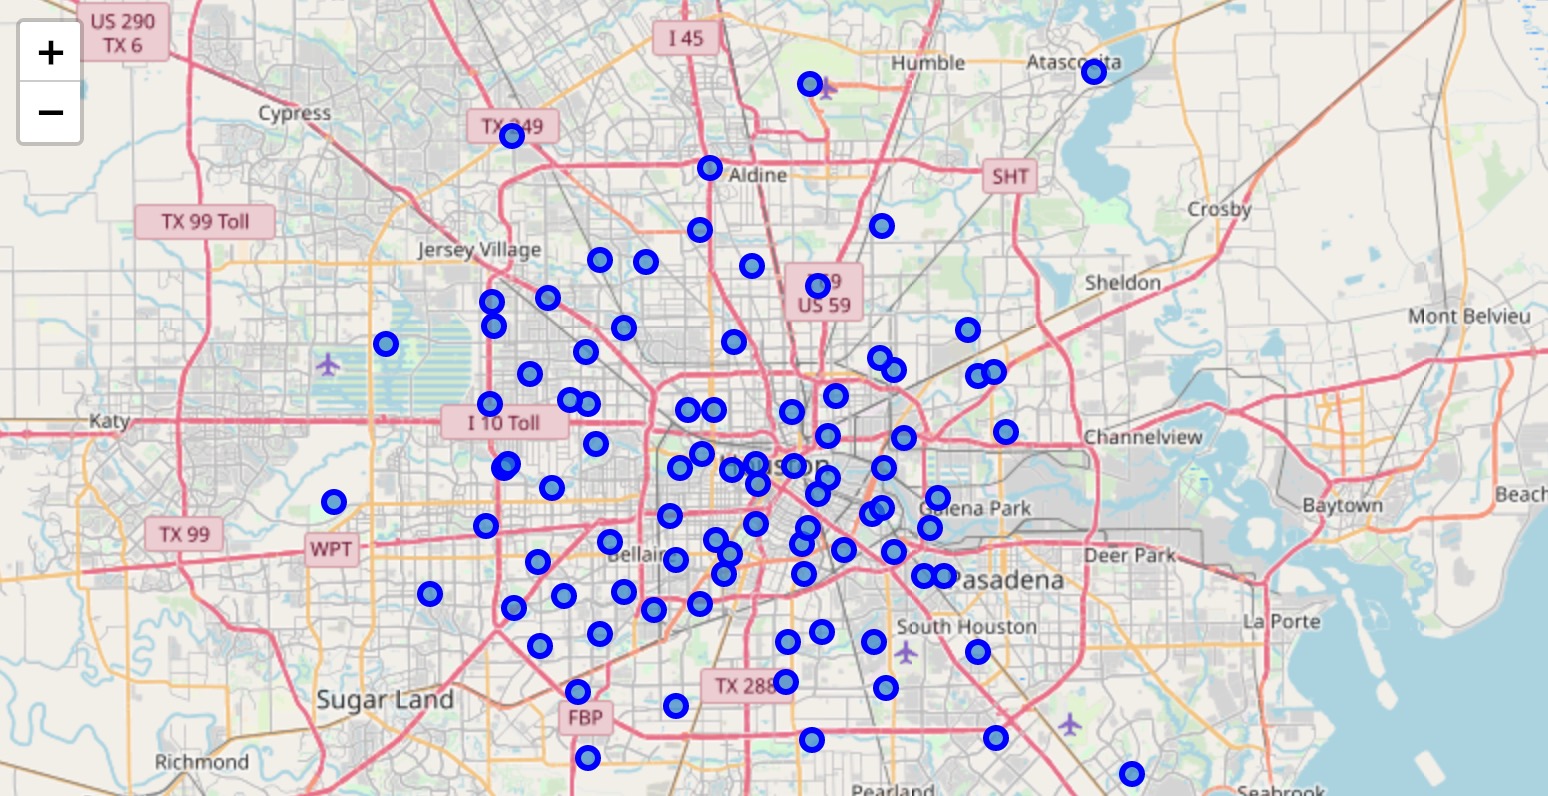 +
−
US 290
TX 6
I 45
Humble
Atascocita
Cypress
TX 249
Aldine
SHT
TX 99 Toll
Crosby
Jersey Village
Sheldon
US 59
Mont Belvieu
Katy
I 10 Toll
Channelview
Houston
Beach
Baytown
Galena Park
TX 99
WPT
Bellaire
Deer Park
Pasadena
La Porte
South Houston
TX 288
Sugar Land
FBP
Richmond
Pearland
Seabrook